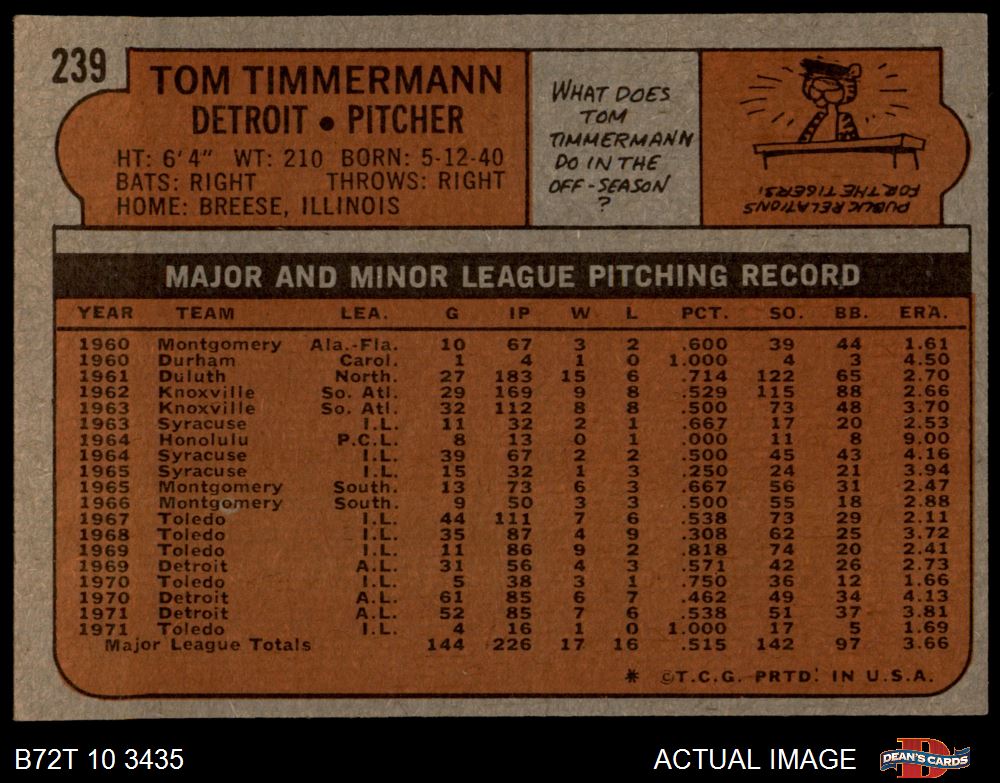 239
TOM TIMMERMANN
DETROIT • PITCHER
HT: 6'4" WT: 210 BORN: 5-12-40
BATS: RIGHT THROWS: RIGHT
HOME: BREESE, ILLINOIS
WHAT DOES
TOM
TIMMERMANN
DO IN THE
OFF-SEASON
?
PUBLIC RELATIONS
FOR THE TIGERS!
MAJOR AND MINOR LEAGUE PITCHING RECORD
YEAR TEAM LEA. G IP W L PCT. SO. BB. ERA.
1960 Montgomery Ala.-Fla. 10 67 3 2 .600 39 44 1.61
1960 Durham Carol. 1 4 1 0 1.000 4 3 4.50
1961 Duluth North. 27 183 15 6 .714 122 65 2.70
1962 Knoxville So. Atl. 29 169 9 8 .529 115 88 2.66
1963 Knoxville So. Atl. 32 112 8 8 .500 73 48 3.70
1963 Syracuse I.L. 11 32 2 1 .667 17 20 2.53
1964 Honolulu P.C.L. 8 13 0 1 .000 11 8 9.00
1964 Syracuse I.L. 39 67 2 2 .500 45 43 4.16
1965 Syracuse I.L. 15 32 1 3 .250 24 21 3.94
1965 Montgomery South. 13 73 6 3 .667 56 31 2.47
1966 Montgomery South. 9 50 3 3 .500 55 18 2.88
1967 Toledo I.L. 44 111 7 6 .538 73 29 2.11
1968 Toledo I.L. 35 87 4 9 .308 62 25 3.72
1969 Toledo I.L. 11 86 9 2 .818 74 20 2.41
1969 Detroit A.L. 31 56 4 3 .571 42 26 2.73
1970 Toledo I.L. 5 38 3 1 .750 36 12 1.66
1970 Detroit A.L. 61 85 6 7 .462 49 34 4.13
1971 Detroit A.L. 52 85 7 6 .538 51 37 3.81
1971 Toledo I.L. 4 16 1 0 1.000 17 5 1.69
Major League Totals 144 226 17 16 .515 142 97 3.66
* ©T.C.G. PRTD. IN U.S.A.
B72T 10 3435
ACTUAL IMAGE
DEAN'S CARDS